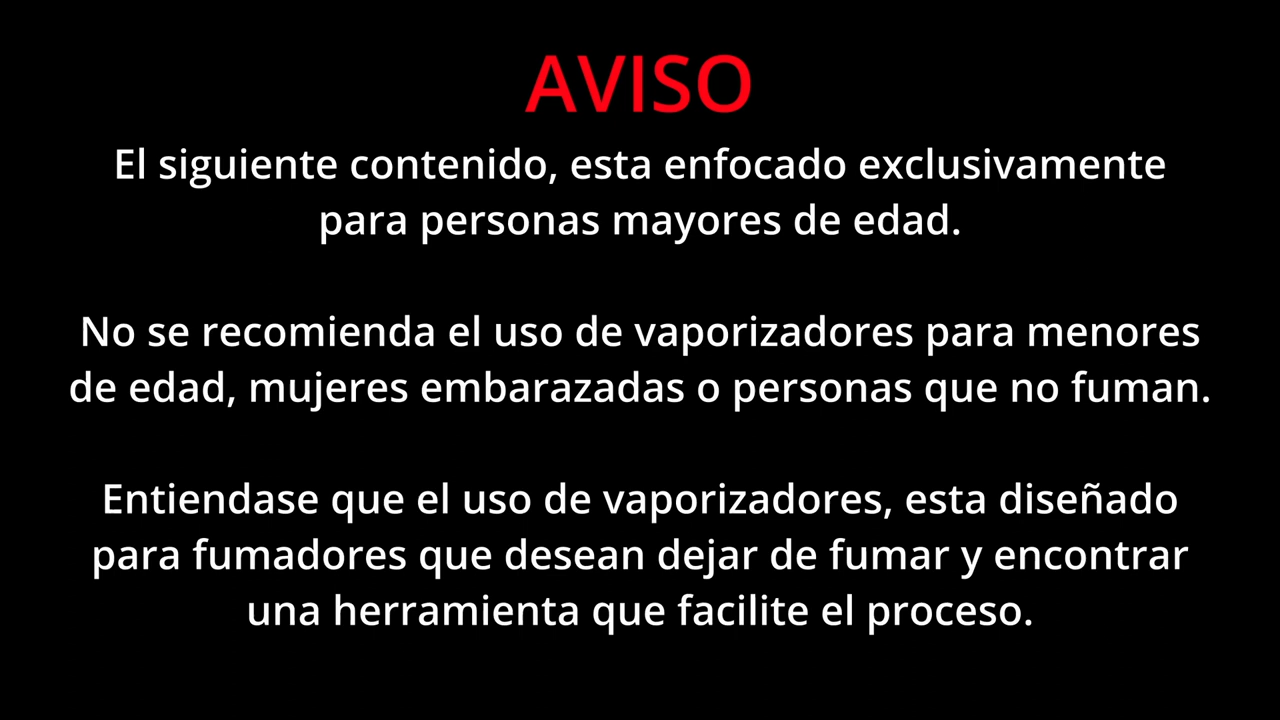 AVISO
El siguiente contenido, esta enfocado exclusivamente
para personas mayores de edad.
No se recomienda el uso de vaporizadores para menores
de edad, mujeres embarazadas o personas que no fuman.
Entiendase que el uso de vaporizadores, esta diseñado
para fumadores que desean dejar de fumar y encontrar
una herramienta que facilite el proceso.